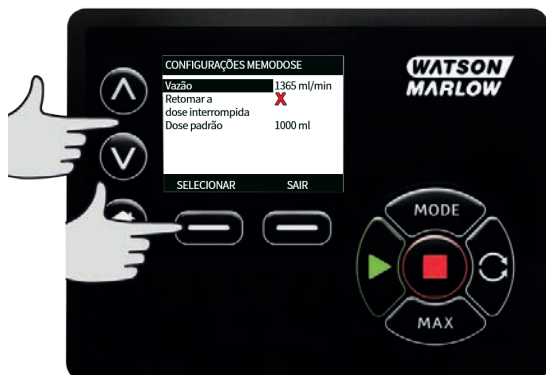 CONFIGURAÇÕES MEMODOSE
Vazão 1365 ml/min
Retomar a
dose interrompida
Dose padrão 1000 ml
SELECIONAR SAIR
WATSON
MARLOW
MODE
MAX